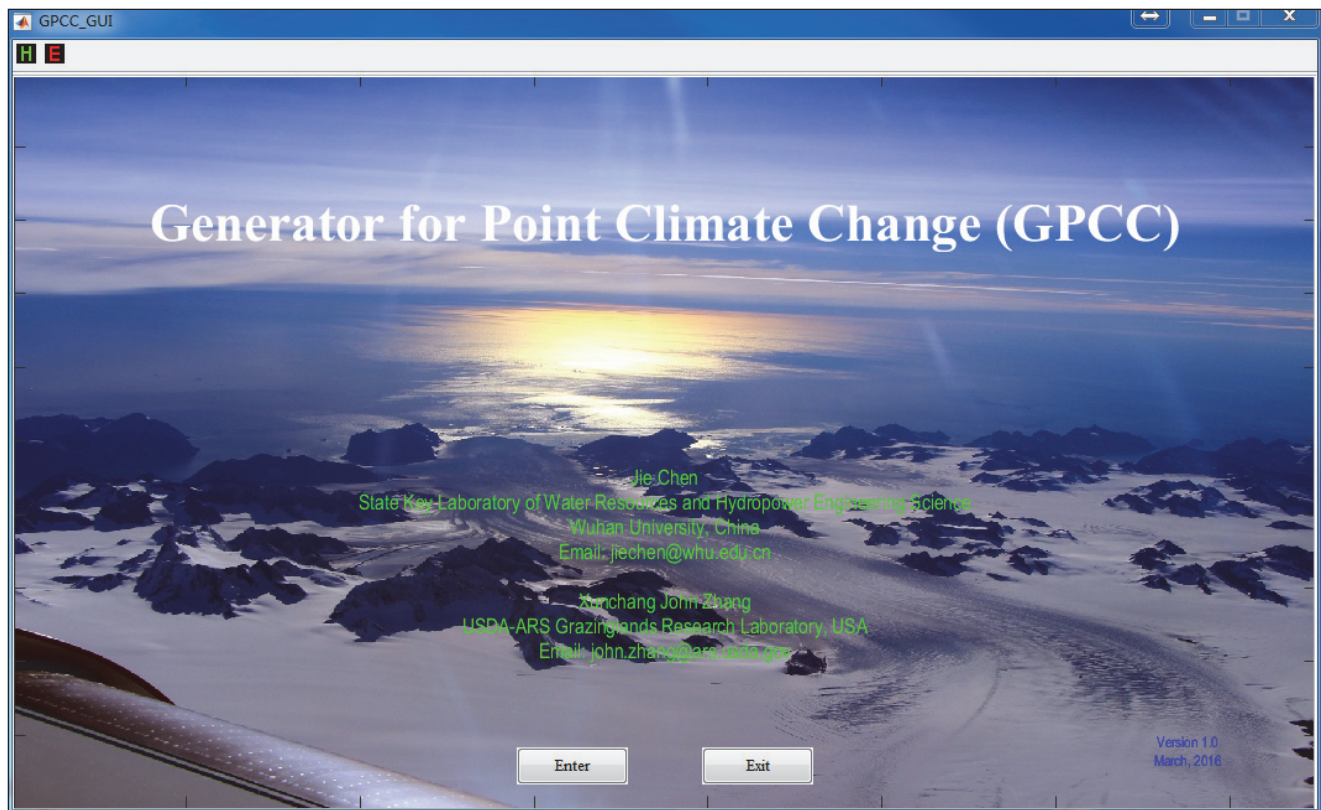 GPCC_GUI
H E
Generator for Point Climate Change (GPCC)
Jie Chen
State Key Laboratory of Water Resources and Hydropower Engineering Science
Wuhan University, China
Email: jiechen@whu.edu.cn
Xunchang John Zhang
USDA-ARS Grazinglands Research Laboratory, USA
Email: john.zhang@ars.usda.gov
Version 1.0
March, 2016
Enter Exit